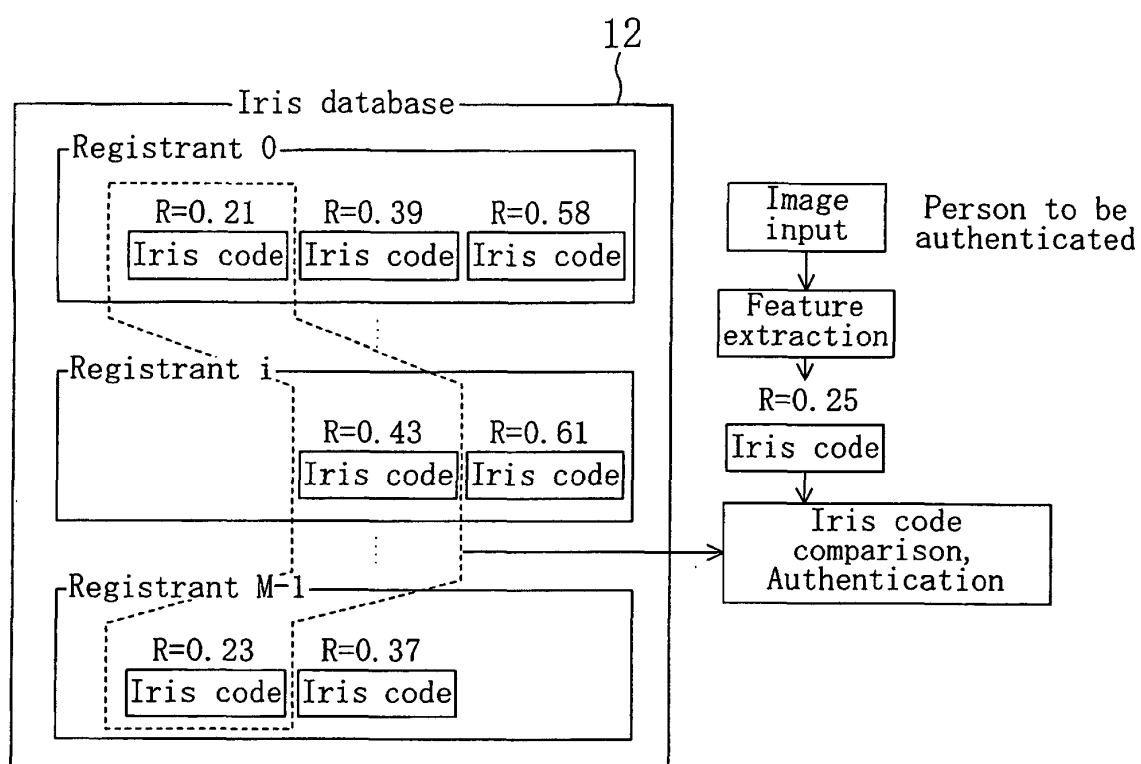 12
Iris database
Registrant 0
R=0.21 R=0.39 R=0.58
Iris code Iris code Iris code
Registrant i
R=0.43 R=0.61
Iris code Iris code
Registrant M-1
R=0.23 R=0.37
Iris code Iris code
Image
input
Person to be
authenticated
Feature
extraction
R=0.25
Iris code
Iris code
comparison,
Authentication